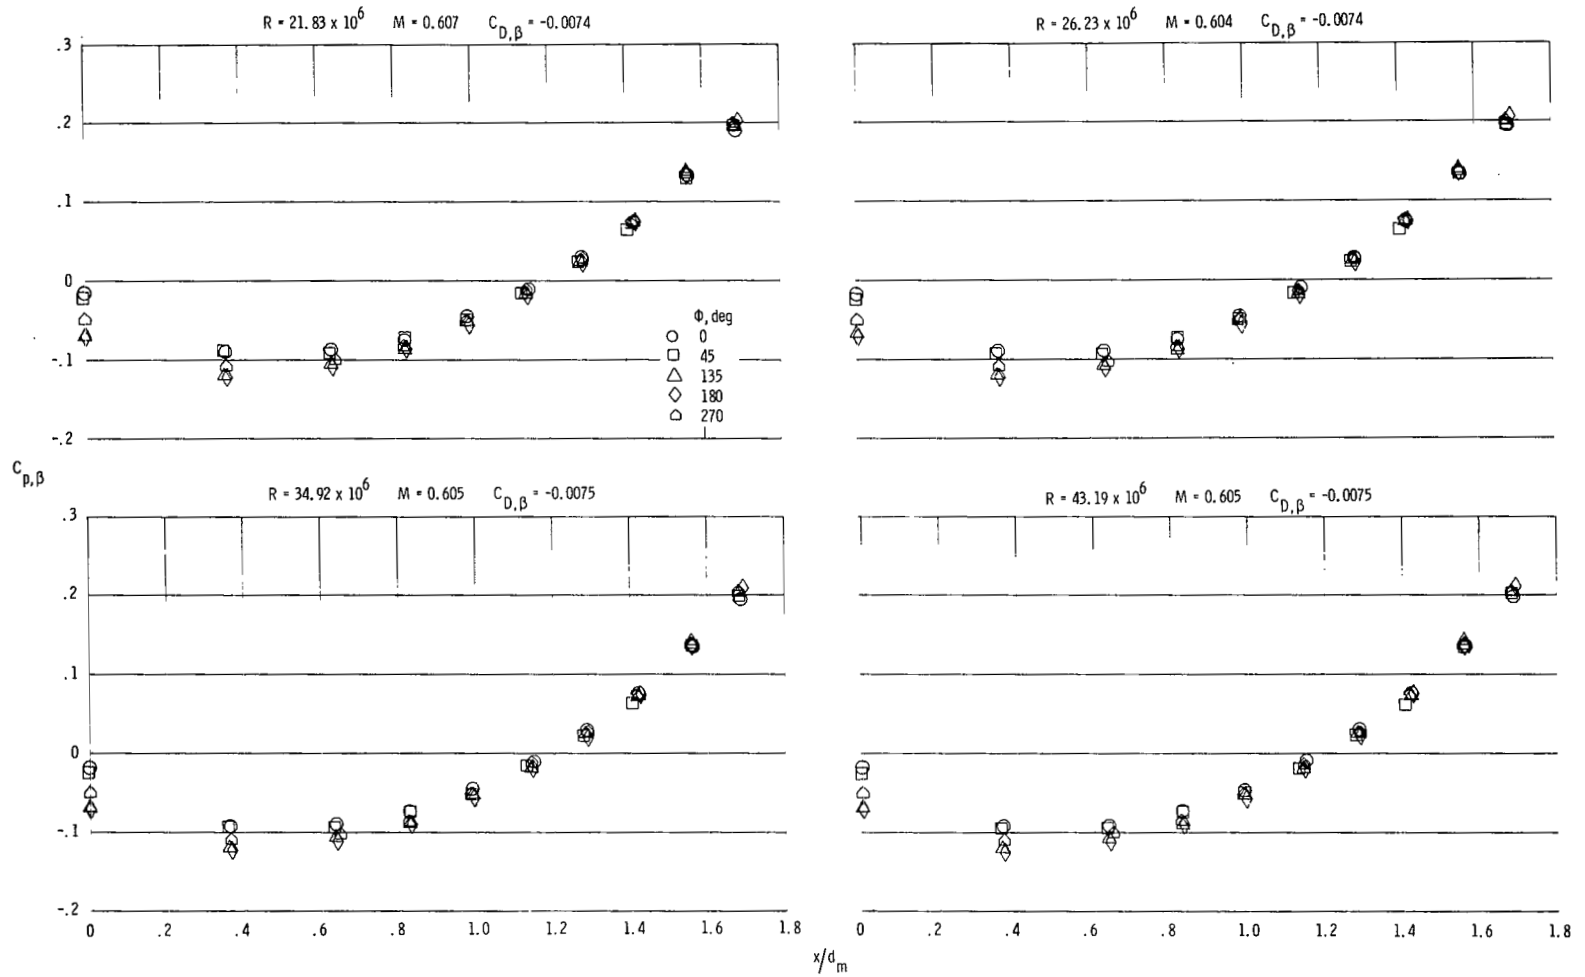 R = 21.83 x 10^6 M = 0.607 C_D,β = -0.0074
R = 26.23 x 10^6 M = 0.604 C_D,β = -0.0074
.3
.2
.1
0
-.1
-.2
Φ, deg
0
45
135
180
270
C_p,β
R = 34.92 x 10^6 M = 0.605 C_D,β = -0.0075
R = 43.19 x 10^6 M = 0.605 C_D,β = -0.0075
.3
.2
.1
0
-.1
-.2
0 .2 .4 .6 .8 1.0 1.2 1.4 1.6 1.8
0 .2 .4 .6 .8 1.0 1.2 1.4 1.6 1.8
x/d_m